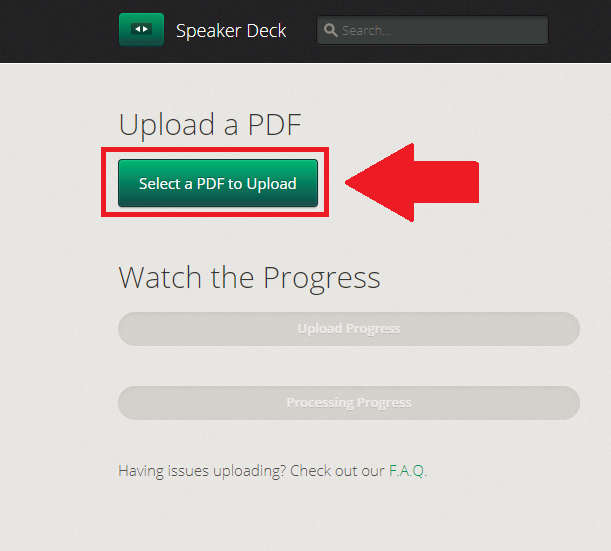 Speaker Deck
Search...
Upload a PDF
Select a PDF to Upload
Watch the Progress
Upload Progress
Processing Progress
Having issues uploading? Check out our F.A.Q.